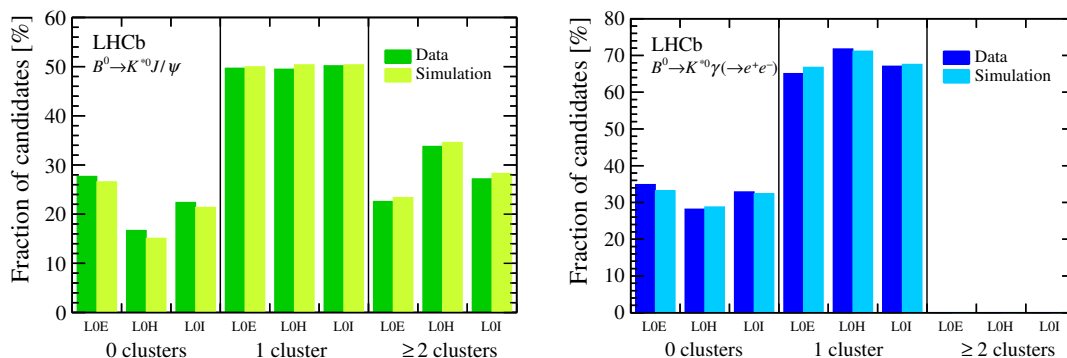 Fraction of candidates [%]
60
50
40
30
20
10
0
LHCb
B⁰→K*⁰J/ψ
Data
Simulation
L0E L0H L0I L0E L0H L0I L0E L0H L0I
0 clusters 1 cluster ≥ 2 clusters
Fraction of candidates [%]
80
70
60
50
40
30
20
10
0
LHCb
B⁰→K*⁰γ(→e⁺e⁻)
Data
Simulation
L0E L0H L0I L0E L0H L0I L0E L0H L0I
0 clusters 1 cluster ≥ 2 clusters